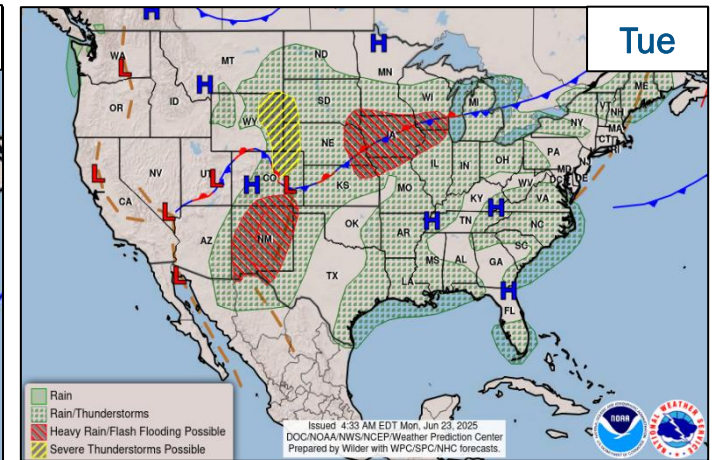 Tue
H
H
WA
L
MT
ND
MN
ME
H
OR
ID
SD
WI
MI
VT
NH
WY
NY
MA
CT
RI
NE
IA
PA
NJ
NV
UT
L
H
CO
L
KS
IL
IN
OH
MD
DE
DC
WV
VA
L
CA
MO
KY
H
L
OK
AR
H
TN
NC
AZ
NM
SC
L
TX
MS
AL
GA
LA
H
FL
Rain
Rain/Thunderstorms
Heavy Rain/Flash Flooding Possible
Severe Thunderstorms Possible
Issued 4:33 AM EDT Mon, Jun 23, 2025
DOC/NOAA/NWS/NCEP/Weather Prediction Center
Prepared by Wilder with WPC/SPC/NHC forecasts.
NOAA
NATIONAL WEATHER SERVICE